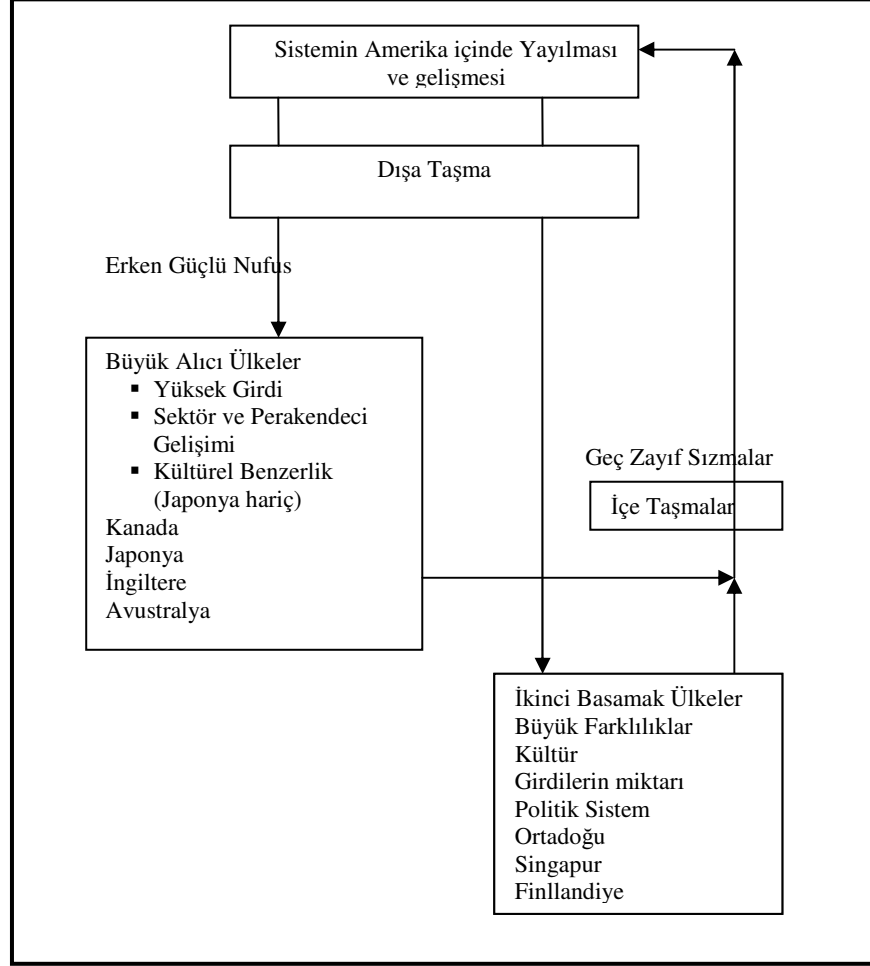 Sistemin Amerika içinde Yayılması
ve gelişmesi
Dışa Taşma
Erken Güçlü Nufus
Büyük Alıcı Ülkeler
▪ Yüksek Girdi
▪ Sektör ve Perakendeci
Gelişimi
▪ Kültürel Benzerlik
(Japonya hariç)
Kanada
Japonya
İngiltere
Avustralya
Geç Zayıf Sızmalar
İçe Taşmalar
İkinci Basamak Ülkeler
Büyük Farklılıklar
Kültür
Girdilerin miktarı
Politik Sistem
Ortadoğu
Singapur
Finllandiye